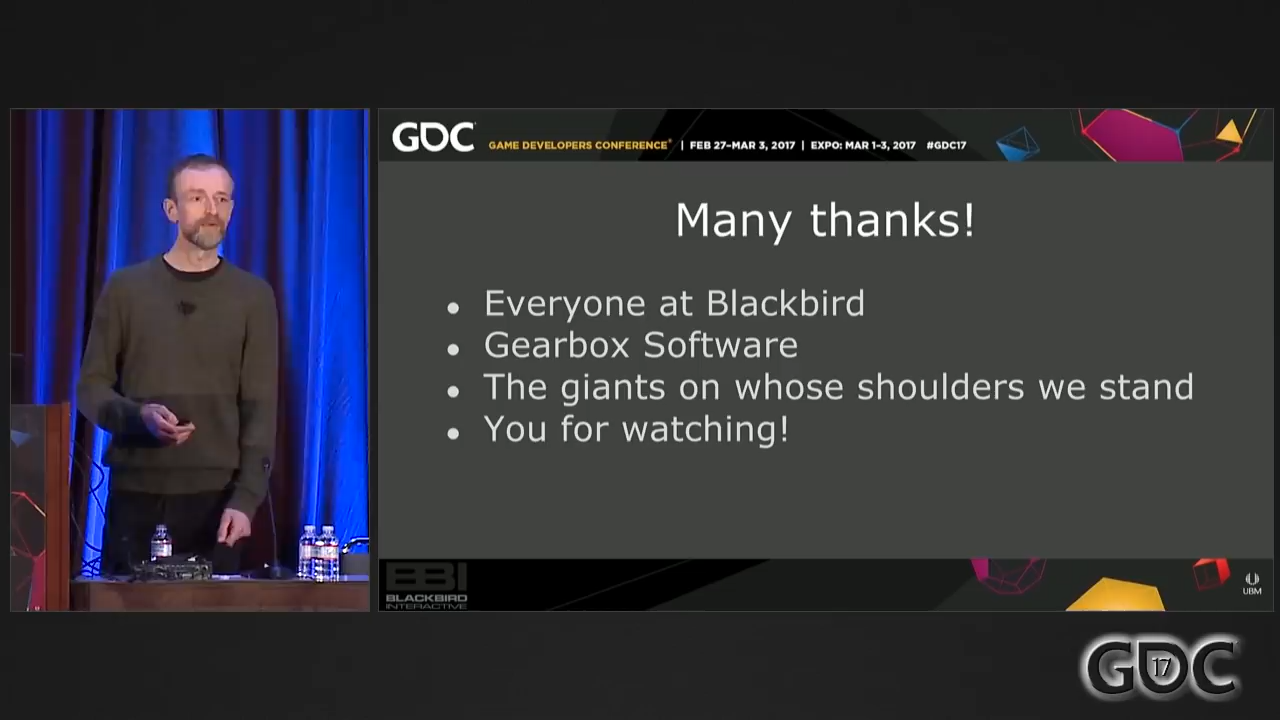 GDC
GAME DEVELOPERS CONFERENCE® | FEB 27–MAR 3, 2017 | EXPO: MAR 1–3, 2017 #GDC17
Many thanks!
• Everyone at Blackbird
• Gearbox Software
• The giants on whose shoulders we stand
• You for watching!
BBI
BLACKBIRD
INTERACTIVE
UBM
GDC
17